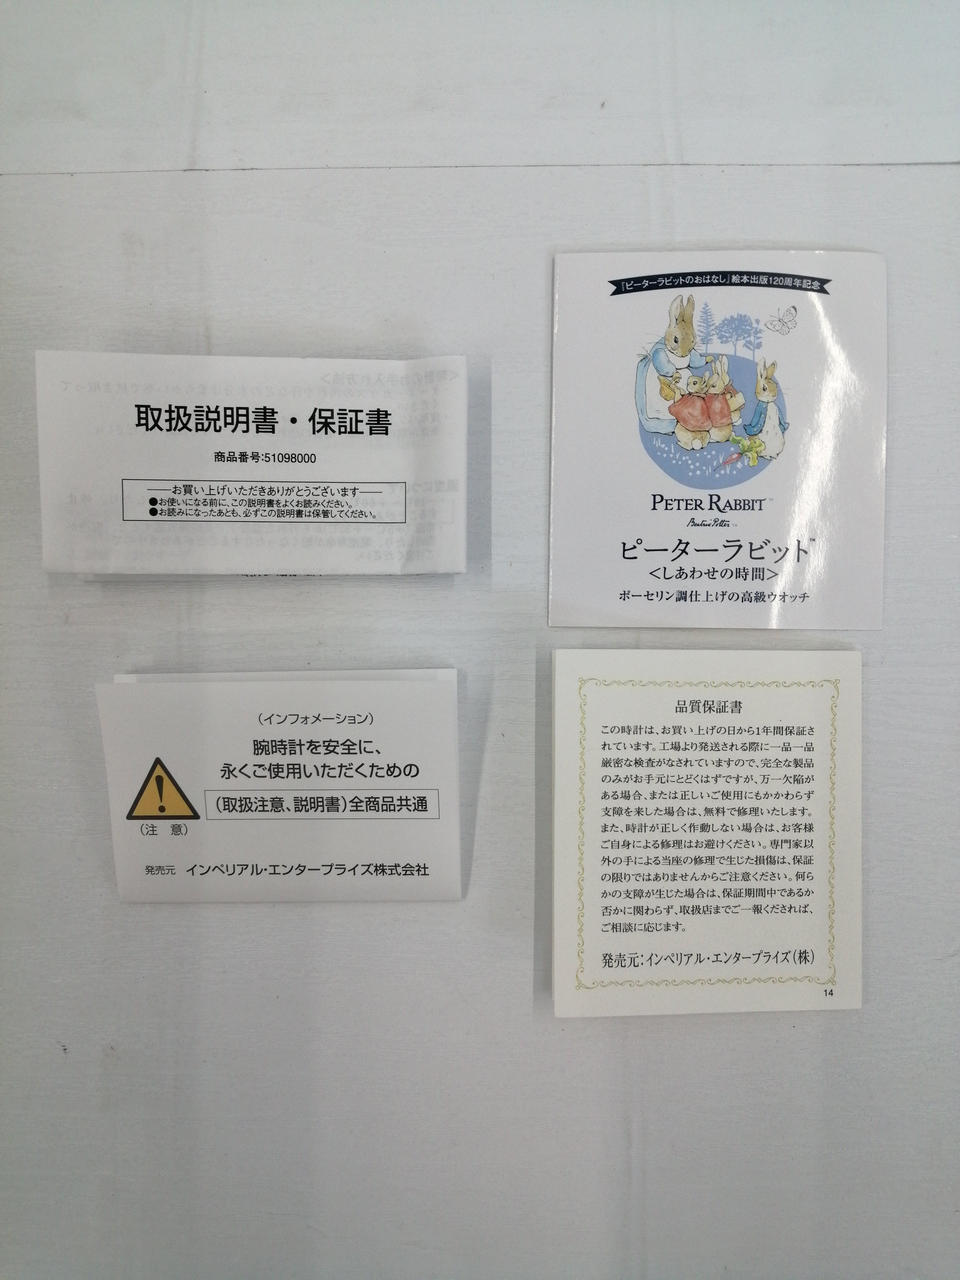 取扱説明書・保証書
商品番号:51098000
お買い上げいただきありがとうございます
●お使いになる前に、この説明書をよくお読みください。
●お読みになったあとも、必ずこの説明書は保管してください。
『ピーターラビットのおはなし』絵本出版120周年記念
PETER RABBIT™
Beatrix Potter™
ピーターラビット™
<しあわせの時間>
ポーセリン調仕上げの高級ウオッチ
(インフォメーション)
腕時計を安全に、
永くご使用いただくための
(取扱注意、説明書)全商品共通
(注 意)
発売元 インペリアル・エンタープライズ株式会社
品質保証書
この時計は、お買い上げの日から1年間保証さ
れています。工場より発送される際に一品一品
厳密な検査がなされていますので、完全な製品
のみがお手元にとどくはずですが、万一欠陥が
ある場合、または正しいご使用にもかかわらず
支障を来した場合は、無料で修理いたします。
また、時計が正しく作動しない場合は、お客様
ご自身による修理はお避けください。専門家以
外の手による当座の修理で生じた損傷は、保証
の限りではありませんからご注意ください。何ら
かの支障が生じた場合は、保証期間中であるか
否かに関わらず、取扱店までご一報くだされば、
ご相談に応じます。
発売元:インペリアル・エンタープライズ(株)
14